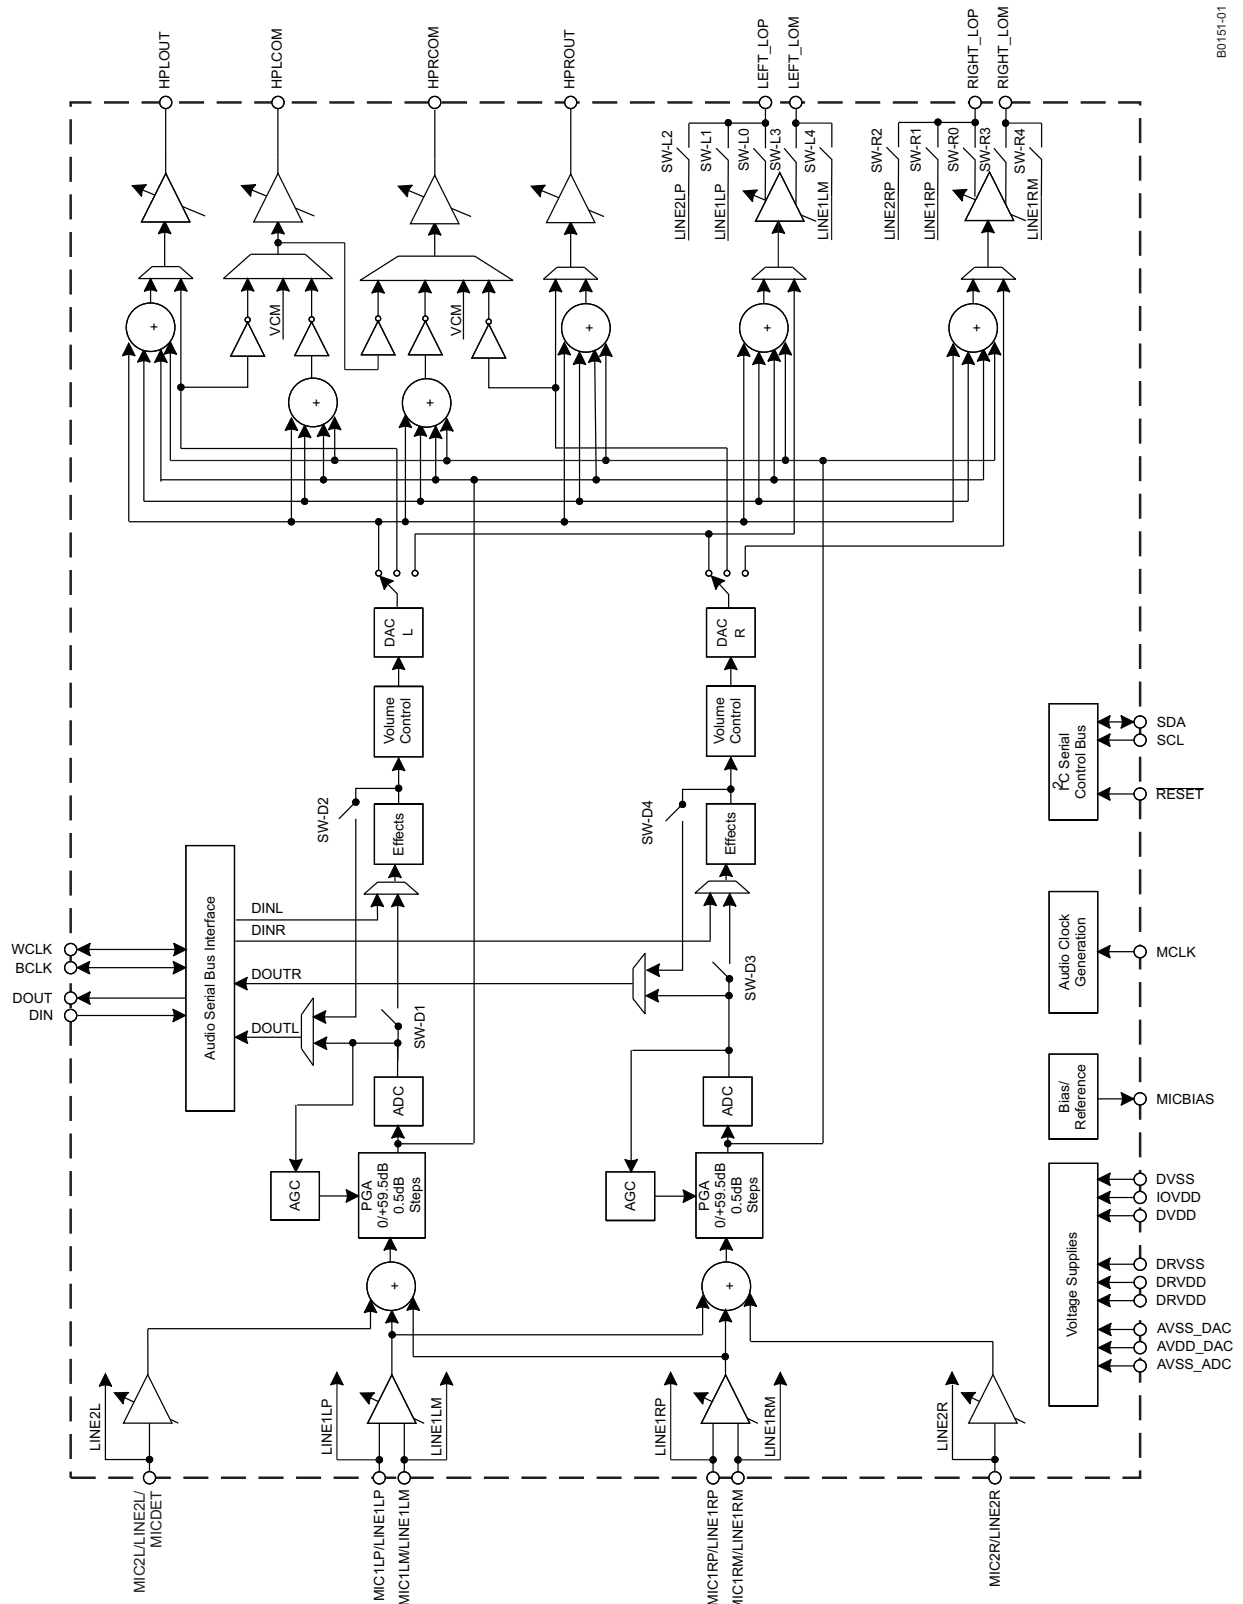 B0151-01
HPLOUT
HPLCOM
HPRCOM
HPROUT
LEFT_LOP
LEFT_LOM
RIGHT_LOP
RIGHT_LOM
SW-L2
SW-L1
SW-L0
SW-L3
SW-L4
LINE2LP
LINE1LP
LINE1LM
SW-R2
SW-R1
SW-R0
SW-R3
SW-R4
LINE2RP
LINE1RP
LINE1RM
+
VCM
VCM
+
+
+
+
+
DAC
L
DAC
R
Volume
Control
Volume
Control
SW-D2
SW-D4
Effects
Effects
I2C Serial
Control Bus
SDA
SCL
RESET
Audio Serial Bus Interface
WCLK
BCLK
DOUT
DIN
DINL
DINR
DOUTR
DOUTL
SW-D1
SW-D3
Audio Clock
Generation
MCLK
ADC
ADC
Bias/
Reference
MICBIAS
AGC
PGA
0/+59.5dB
0.5dB
Steps
AGC
PGA
0/+59.5dB
0.5dB
Steps
Voltage Supplies
DVSS
IOVDD
DVDD
DRVSS
DRVDD
DRVDD
AVSS_DAC
AVDD_DAC
AVSS_ADC
+
+
LINE2L
LINE1LP
LINE1LM
LINE1RP
LINE1RM
LINE2R
MIC2L/LINE2L/
MICDET
MIC1LP/LINE1LP
MIC1LM/LINE1LM
MIC1RP/LINE1RP
MIC1RM/LINE1RM
MIC2R/LINE2R